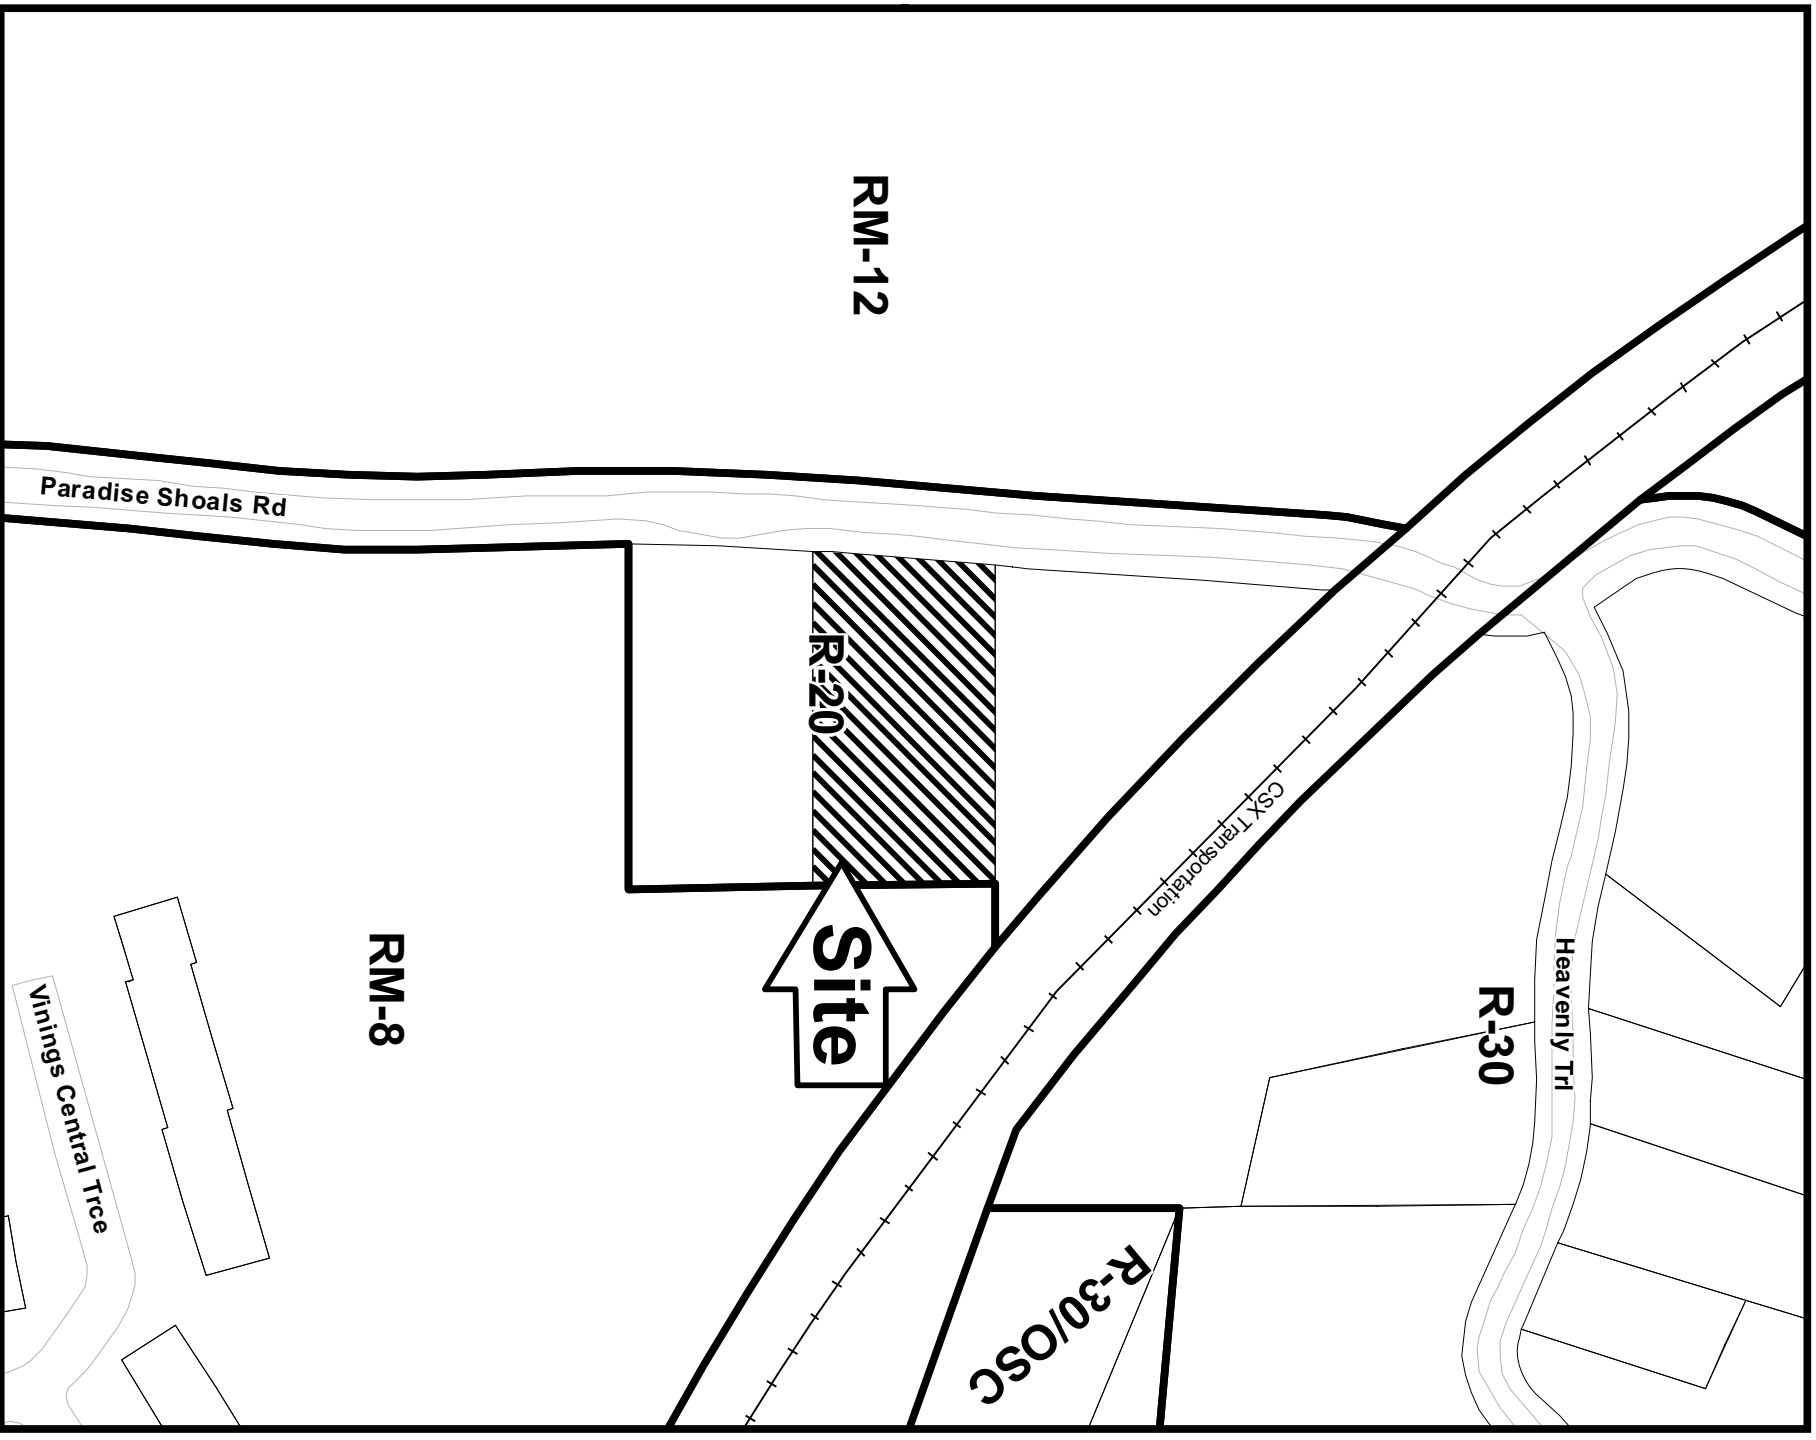 RM-12
Paradise Shoals Rd
R-20
CSX Transportation
Site
RM-8
Heavenly Trl
R-30
Vinings Central Trce
R-30/OSC